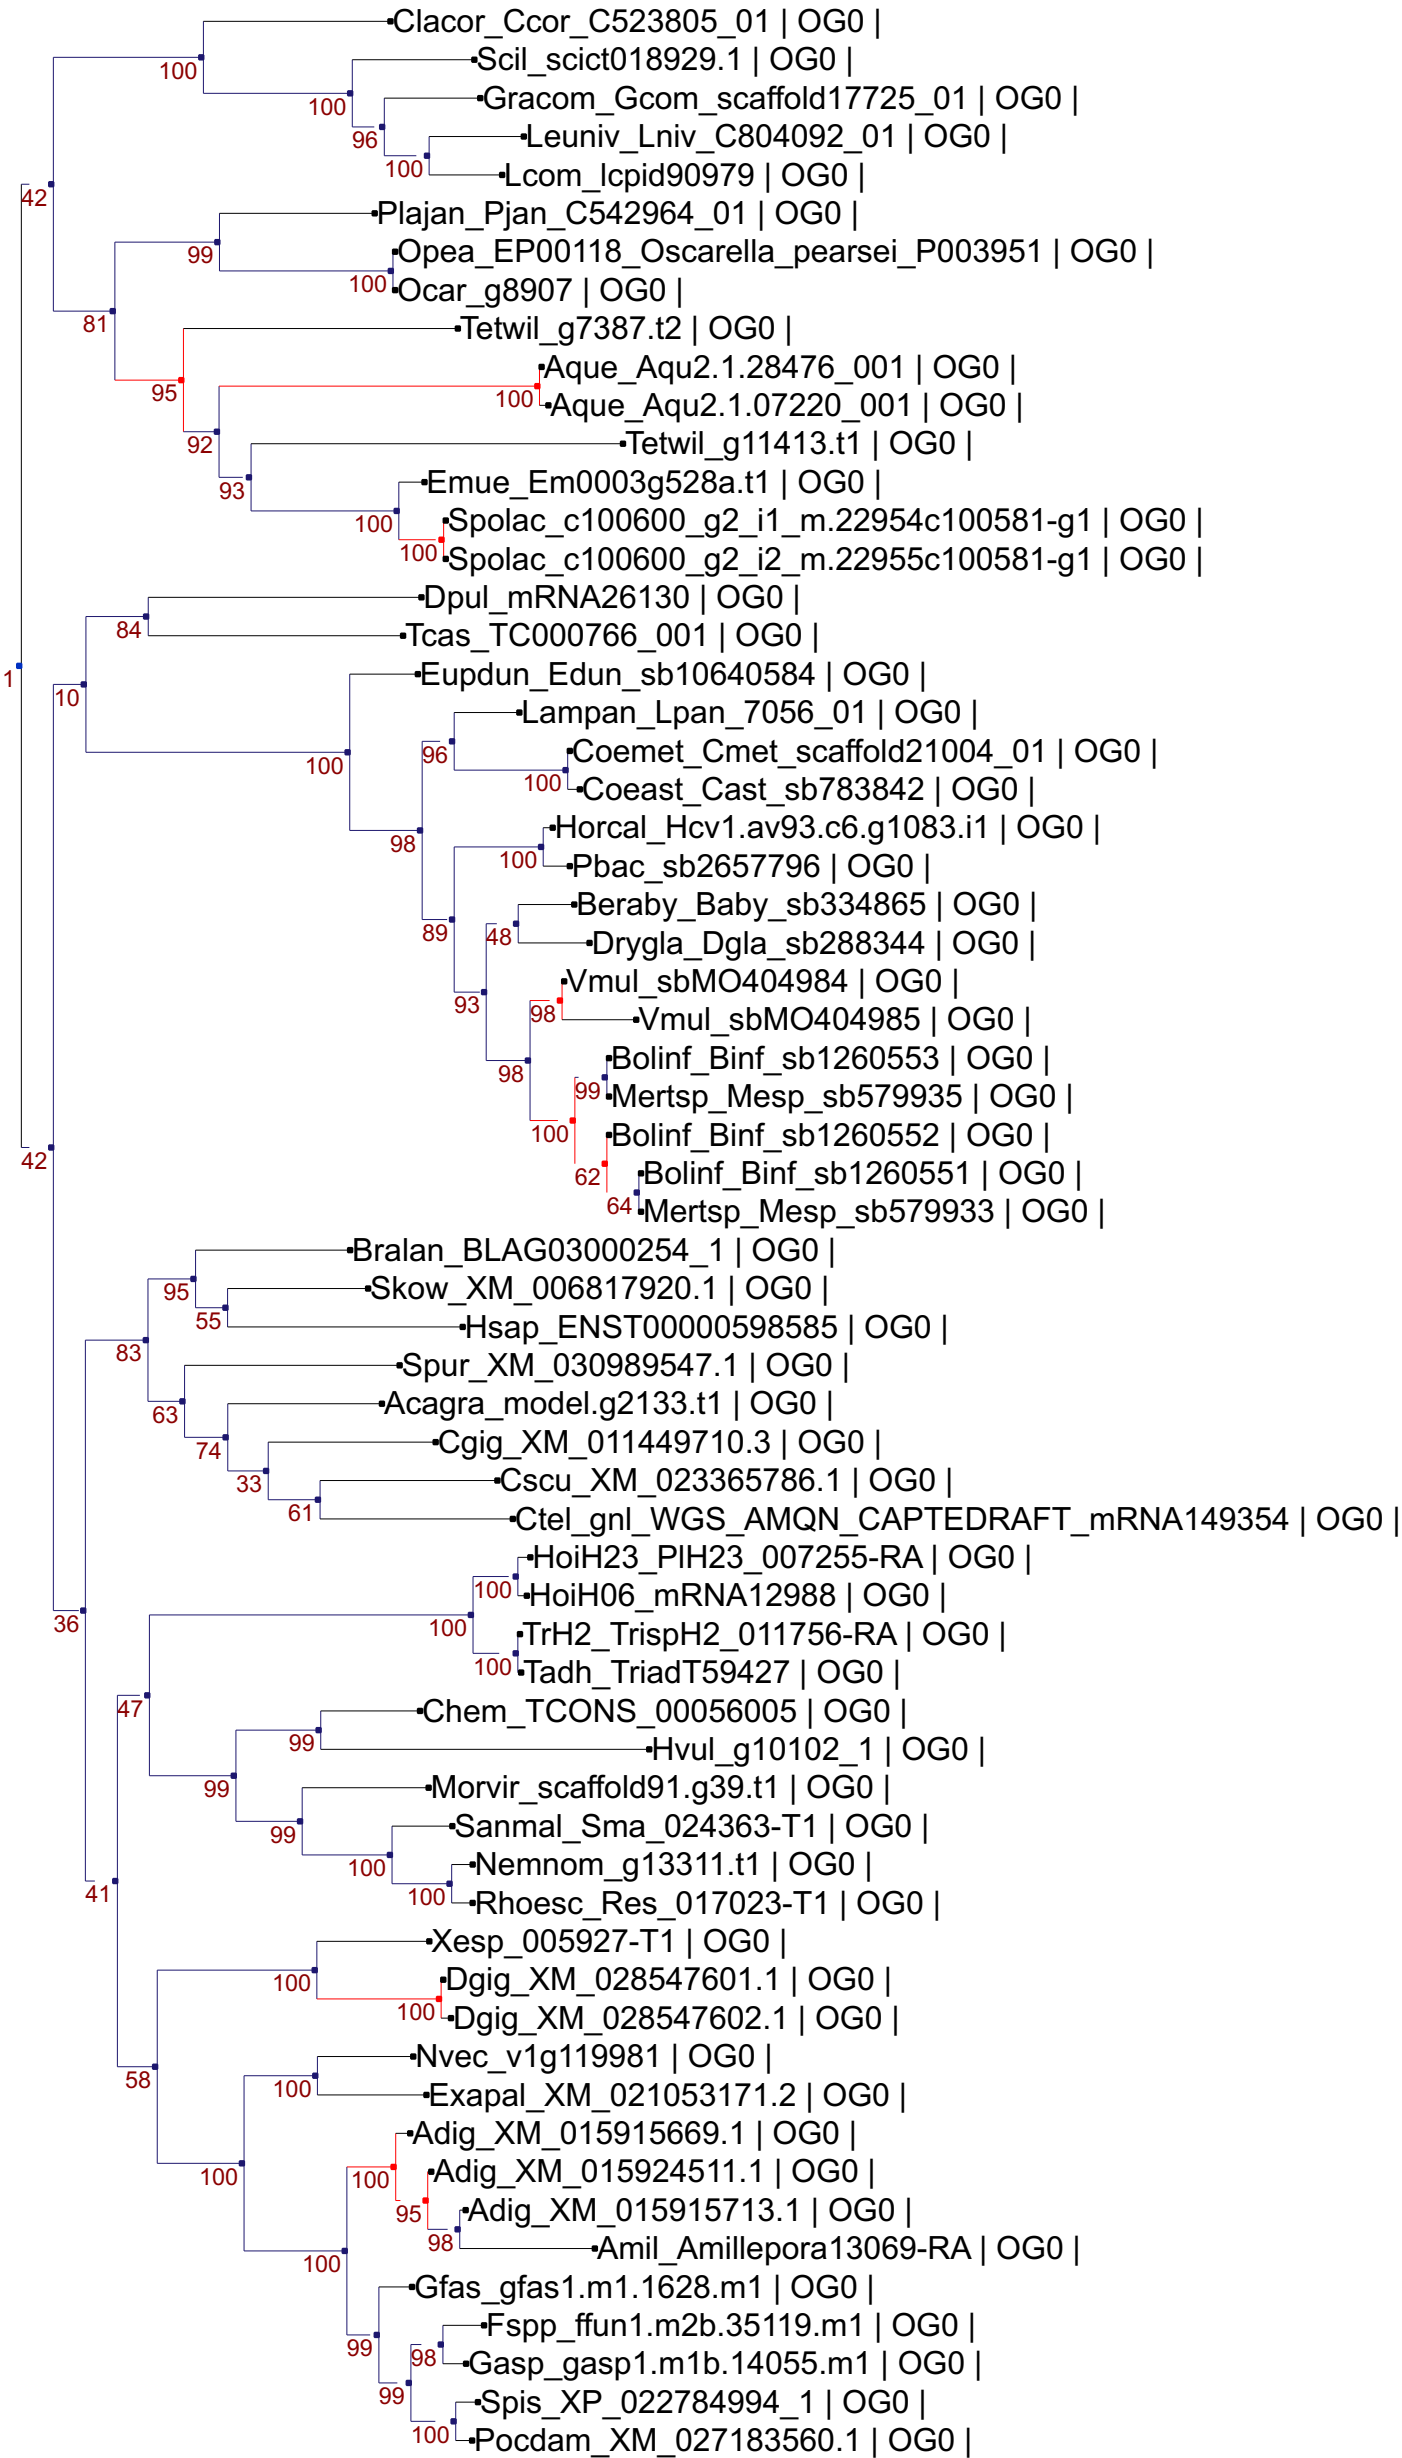 Clacor_Ccor_C523805_01 | OG0 |
Scil_scict018929.1 | OG0 |
100
Gracom_Gcom_scaffold17725_01 | OG0 |
100
Leuniv_Lniv_C804092_01 | OG0 |
96
100
Lcom_lcpid90979 | OG0 |
42
Plajan_Pjan_C542964_01 | OG0 |
99
Opea_EP00118_Oscarella_pearsei_P003951 | OG0 |
100
Ocar_g8907 | OG0 |
81
Tetwil_g7387.t2 | OG0 |
Aque_Aqu2.1.28476_001 | OG0 |
95
100
Aque_Aqu2.1.07220_001 | OG0 |
92
Tetwil_g11413.t1 | OG0 |
93
Emue_Em0003g528a.t1 | OG0 |
100
Spolac_c100600_g2_i1_m.22954c100581-g1 | OG0 |
100
Spolac_c100600_g2_i2_m.22955c100581-g1 | OG0 |
Dpul_mRNA26130 | OG0 |
84
Tcas_TC000766_001 | OG0 |
1
Eupdun_Edun_sb10640584 | OG0 |
10
Lampan_Lpan_7056_01 | OG0 |
96
Coemet_Cmet_scaffold21004_01 | OG0 |
100
100
Coeast_Cast_sb783842 | OG0 |
Horcal_Hcv1.av93.c6.g1083.i1 | OG0 |
98
100
Pbac_sb2657796 | OG0 |
Beraby_Baby_sb334865 | OG0 |
89
48
Drygla_Dgla_sb288344 | OG0 |
Vmul_sbMO404984 | OG0 |
93
98
Vmul_sbMO404985 | OG0 |
Bolinf_Binf_sb1260553 | OG0 |
98
99
Mertsp_Mesp_sb579935 | OG0 |
100
Bolinf_Binf_sb1260552 | OG0 |
42
62
Bolinf_Binf_sb1260551 | OG0 |
64
Mertsp_Mesp_sb579933 | OG0 |
Bralan_BLAG03000254_1 | OG0 |
95
Skow_XM_006817920.1 | OG0 |
55
Hsap_ENST00000598585 | OG0 |
83
Spur_XM_030989547.1 | OG0 |
63
Acagra_model.g2133.t1 | OG0 |
74
Cgig_XM_011449710.3 | OG0 |
33
Cscu_XM_023365786.1 | OG0 |
61
Ctel_gnl_WGS_AMQN_CAPTEDRAFT_mRNA149354 | OG0 |
HoiH23_PlH23_007255-RA | OG0 |
100
HoiH06_mRNA12988 | OG0 |
36
100
TrH2_TrispH2_011756-RA | OG0 |
100
Tadh_TriadT59427 | OG0 |
47
Chem_TCONS_00056005 | OG0 |
99
Hvul_g10102_1 | OG0 |
99
Morvir_scaffold91.g39.t1 | OG0 |
99
Sanmal_Sma_024363-T1 | OG0 |
100
Nemnom_g13311.t1 | OG0 |
41
100
Rhoesc_Res_017023-T1 | OG0 |
Xesp_005927-T1 | OG0 |
100
Dgig_XM_028547601.1 | OG0 |
100
Dgig_XM_028547602.1 | OG0 |
Nvec_v1g119981 | OG0 |
58
100
Exapal_XM_021053171.2 | OG0 |
Adig_XM_015915669.1 | OG0 |
100
100
Adig_XM_015924511.1 | OG0 |
95
Adig_XM_015915713.1 | OG0 |
98
Amil_Amillepora13069-RA | OG0 |
100
Gfas_gfas1.m1.1628.m1 | OG0 |
Fspp_ffun1.m2b.35119.m1 | OG0 |
99
98
Gasp_gasp1.m1b.14055.m1 | OG0 |
99
Spis_XP_022784994_1 | OG0 |
100
Pocdam_XM_027183560.1 | OG0 |